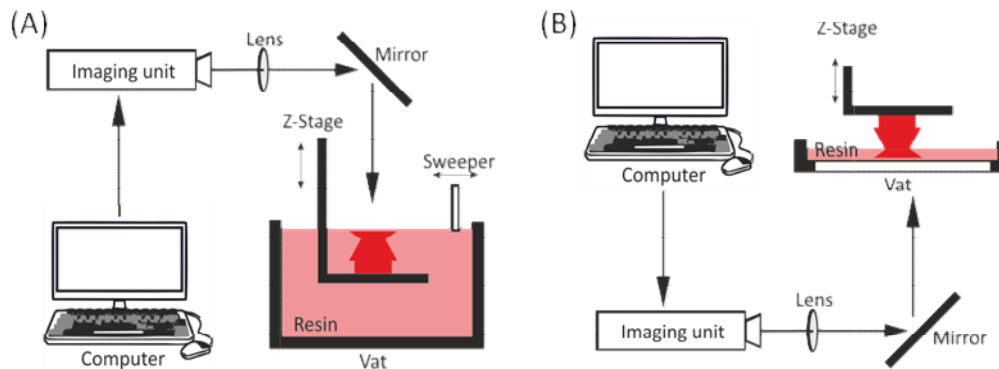 (A)
Imaging unit
Lens
Mirror
Z-Stage
Sweeper
Computer
Resin
Vat
(B)
Z-Stage
Computer
Resin
Vat
Imaging unit
Lens
Mirror